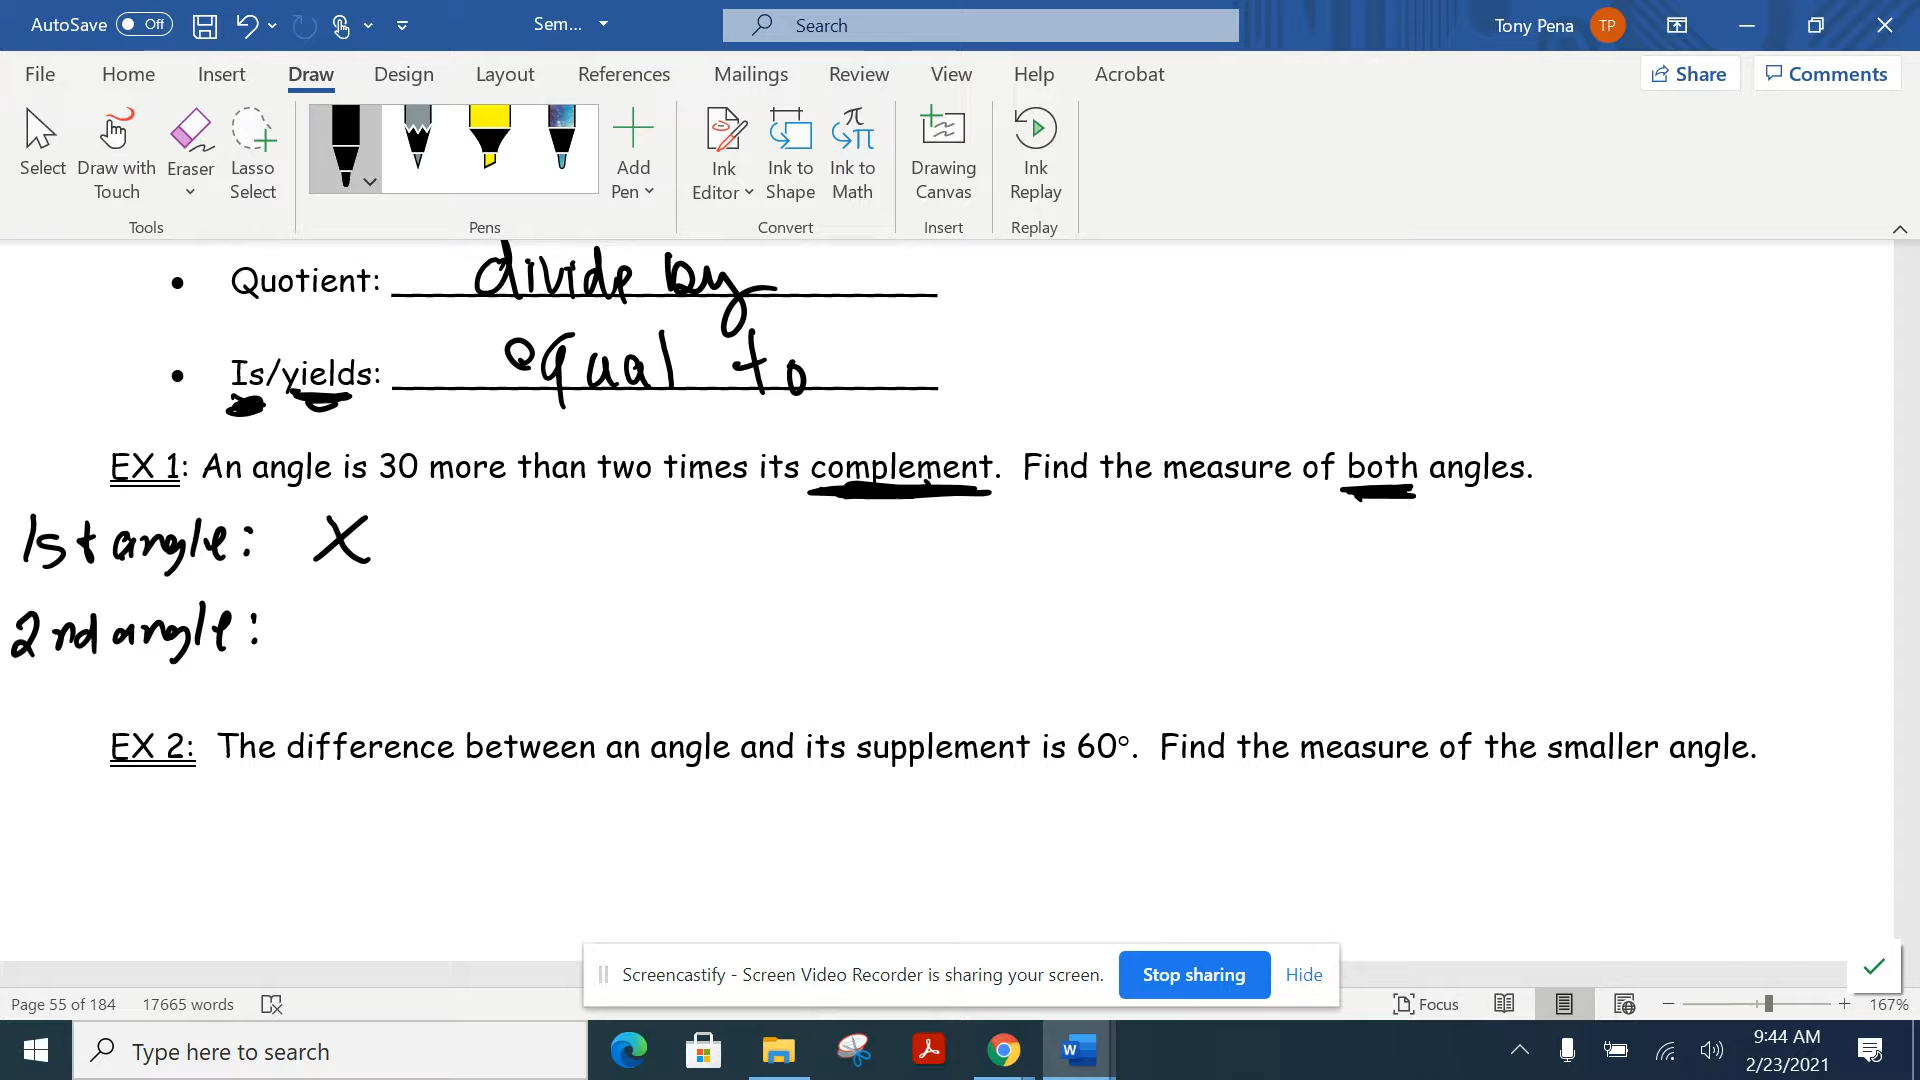 AutoSave Off Sem... Search Tony Pena TP
File Home Insert Draw Design Layout References Mailings Review View Help Acrobat Share Comments
Select Draw with Touch Eraser Lasso Select Add Pen Ink Editor Ink to Shape Ink to Math Drawing Canvas Ink Replay
Tools Pens Convert Insert Replay
• Quotient: divide by
• Is/yields: equal to
EX 1: An angle is 30 more than two times its complement. Find the measure of both angles.
1st angle: X
2nd angle:
EX 2: The difference between an angle and its supplement is 60°. Find the measure of the smaller angle.
Screencastify - Screen Video Recorder is sharing your screen. Stop sharing Hide
Page 55 of 184 17665 words Focus 167%
Type here to search 9:44 AM
2/23/2021